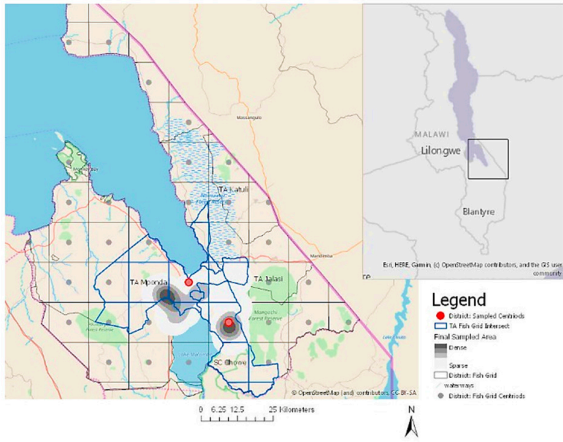 MALAWI
Lilongwe
Blantyre
Esri, HERE, Garmin, (c) OpenStreetMap contributors, and the GIS user
community
TA Katuli
TA Mponda
TA Jalasi
SC Chowe
© OpenStreetMap (and) contributors, CC-BY-SA
0 6.25 12.5 25 Kilometers
N
Legend
District: Sampled Centriods
TA Fish Grid Intersect
Final Sampled Area
Dense
Sparse
District: Fish Grid
waterways
District: Fish Grid Centriods